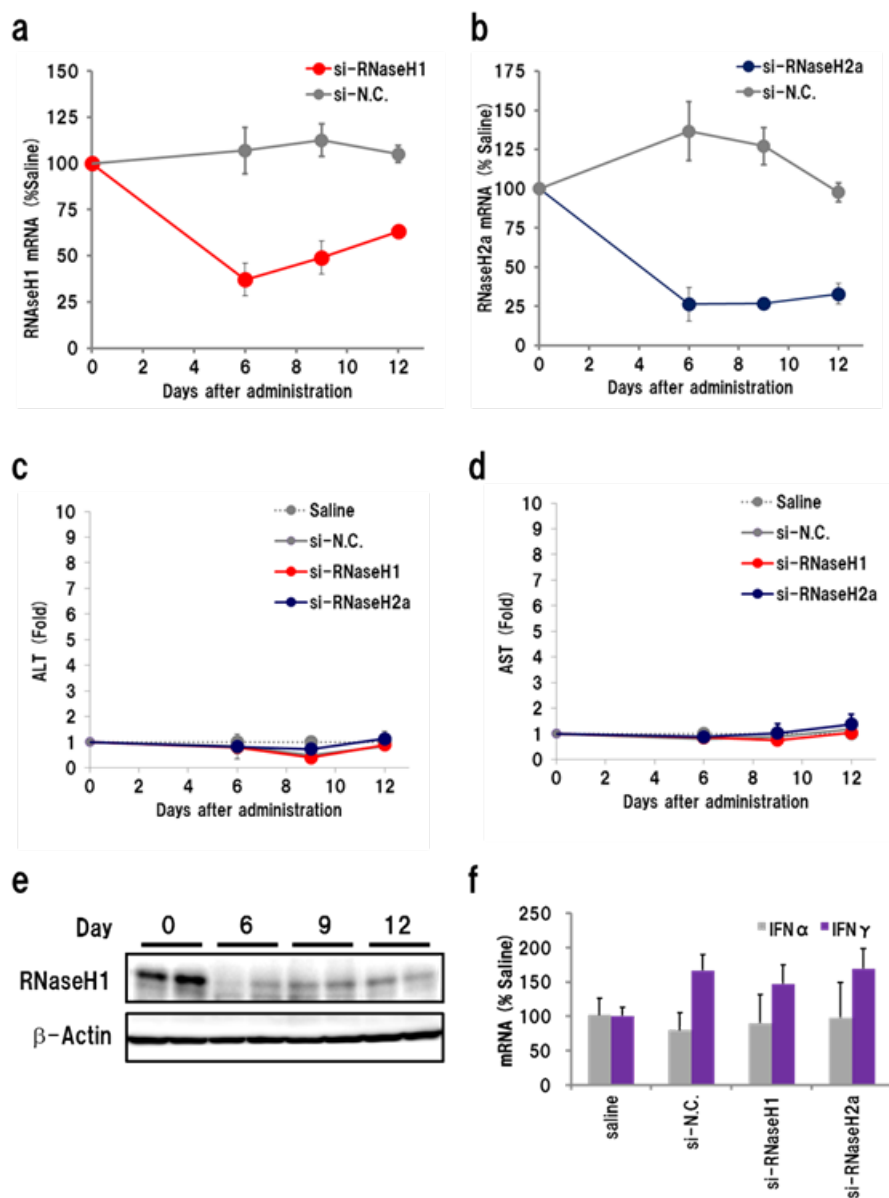 a
150
125
100
75
50
25
0
RNAseH1 mRNA (%Saline)
0 2 4 6 8 10 12
Days after administration
si-RNaseH1
si-N.C.
b
175
150
125
100
75
50
25
0
RNaseH2a mRNA (% Saline)
0 2 4 6 8 10 12
Days after administration
si-RNaseH2a
si-N.C.
c
10
9
8
7
6
5
4
3
2
1
0
ALT (Fold)
0 2 4 6 8 10 12
Days after administration
Saline
si-N.C.
si-RNaseH1
si-RNaseH2a
d
10
9
8
7
6
5
4
3
2
1
0
AST (Fold)
0 2 4 6 8 10 12
Days after administration
Saline
si-N.C.
si-RNaseH1
si-RNaseH2a
e
Day 0 6 9 12
RNaseH1
β-Actin
f
250
200
150
100
50
0
mRNA (% Saline)
IFN α IFN γ
saline
si-N.C.
si-RNaseH1
si-RNaseH2a